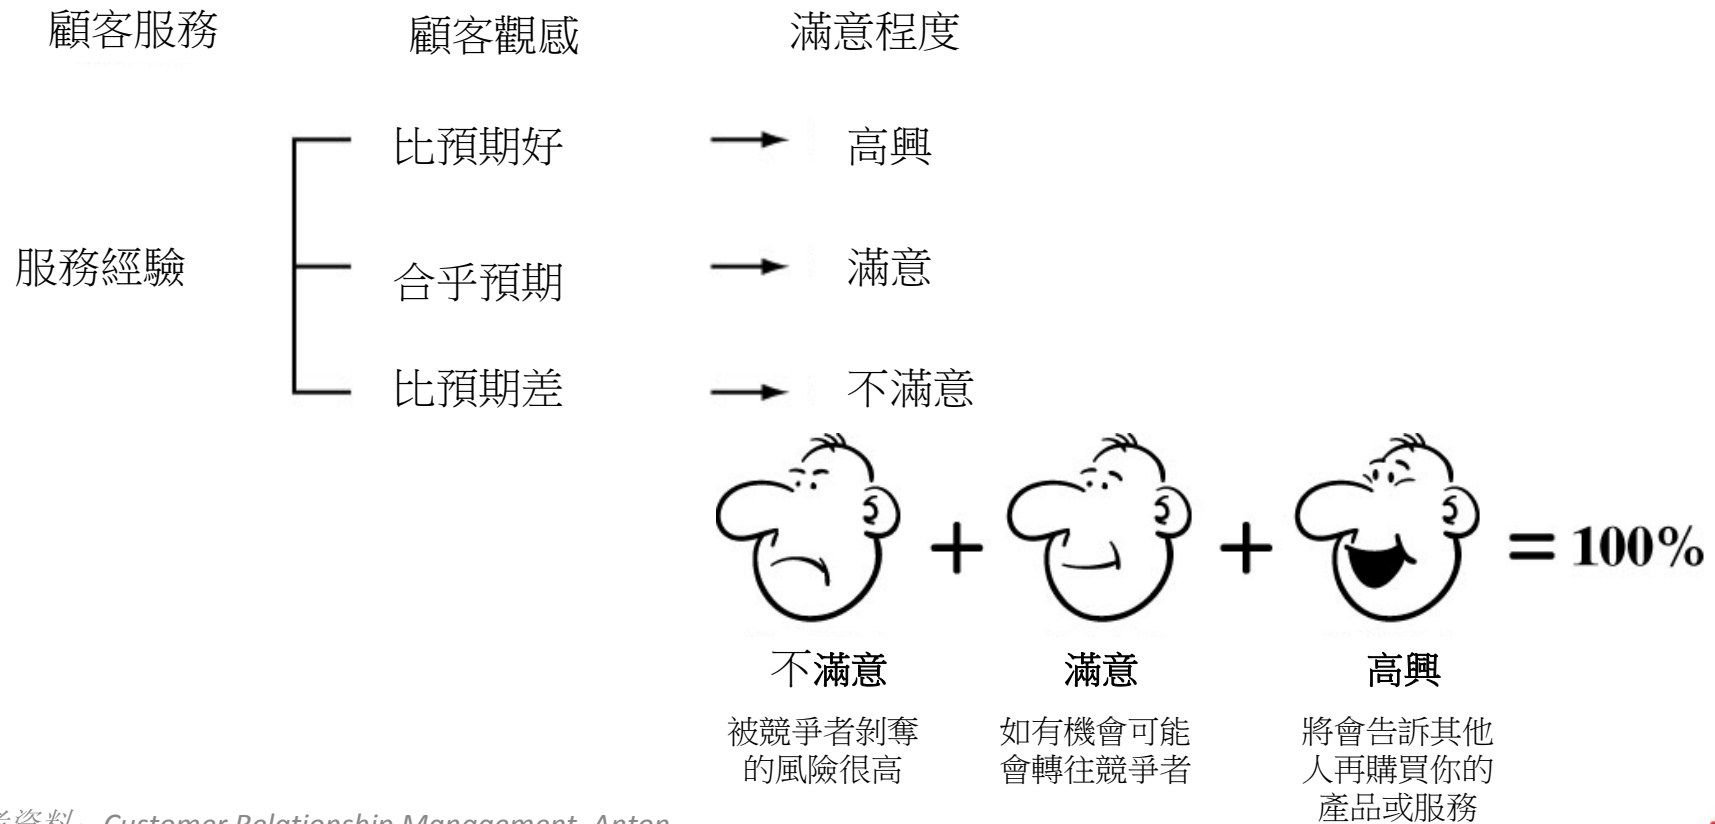 顧客服務 顧客觀感 滿意程度
比預期好 高興
服務經驗 合乎預期 滿意
比預期差 不滿意
+ + = 100%
不滿意 滿意 高興
被競爭者剝奪 如有機會可能 將會告訴其他
的風險很高 會轉往競爭者 人再購買你的
產品或服務
資料：Customer Relationship Management, Anton